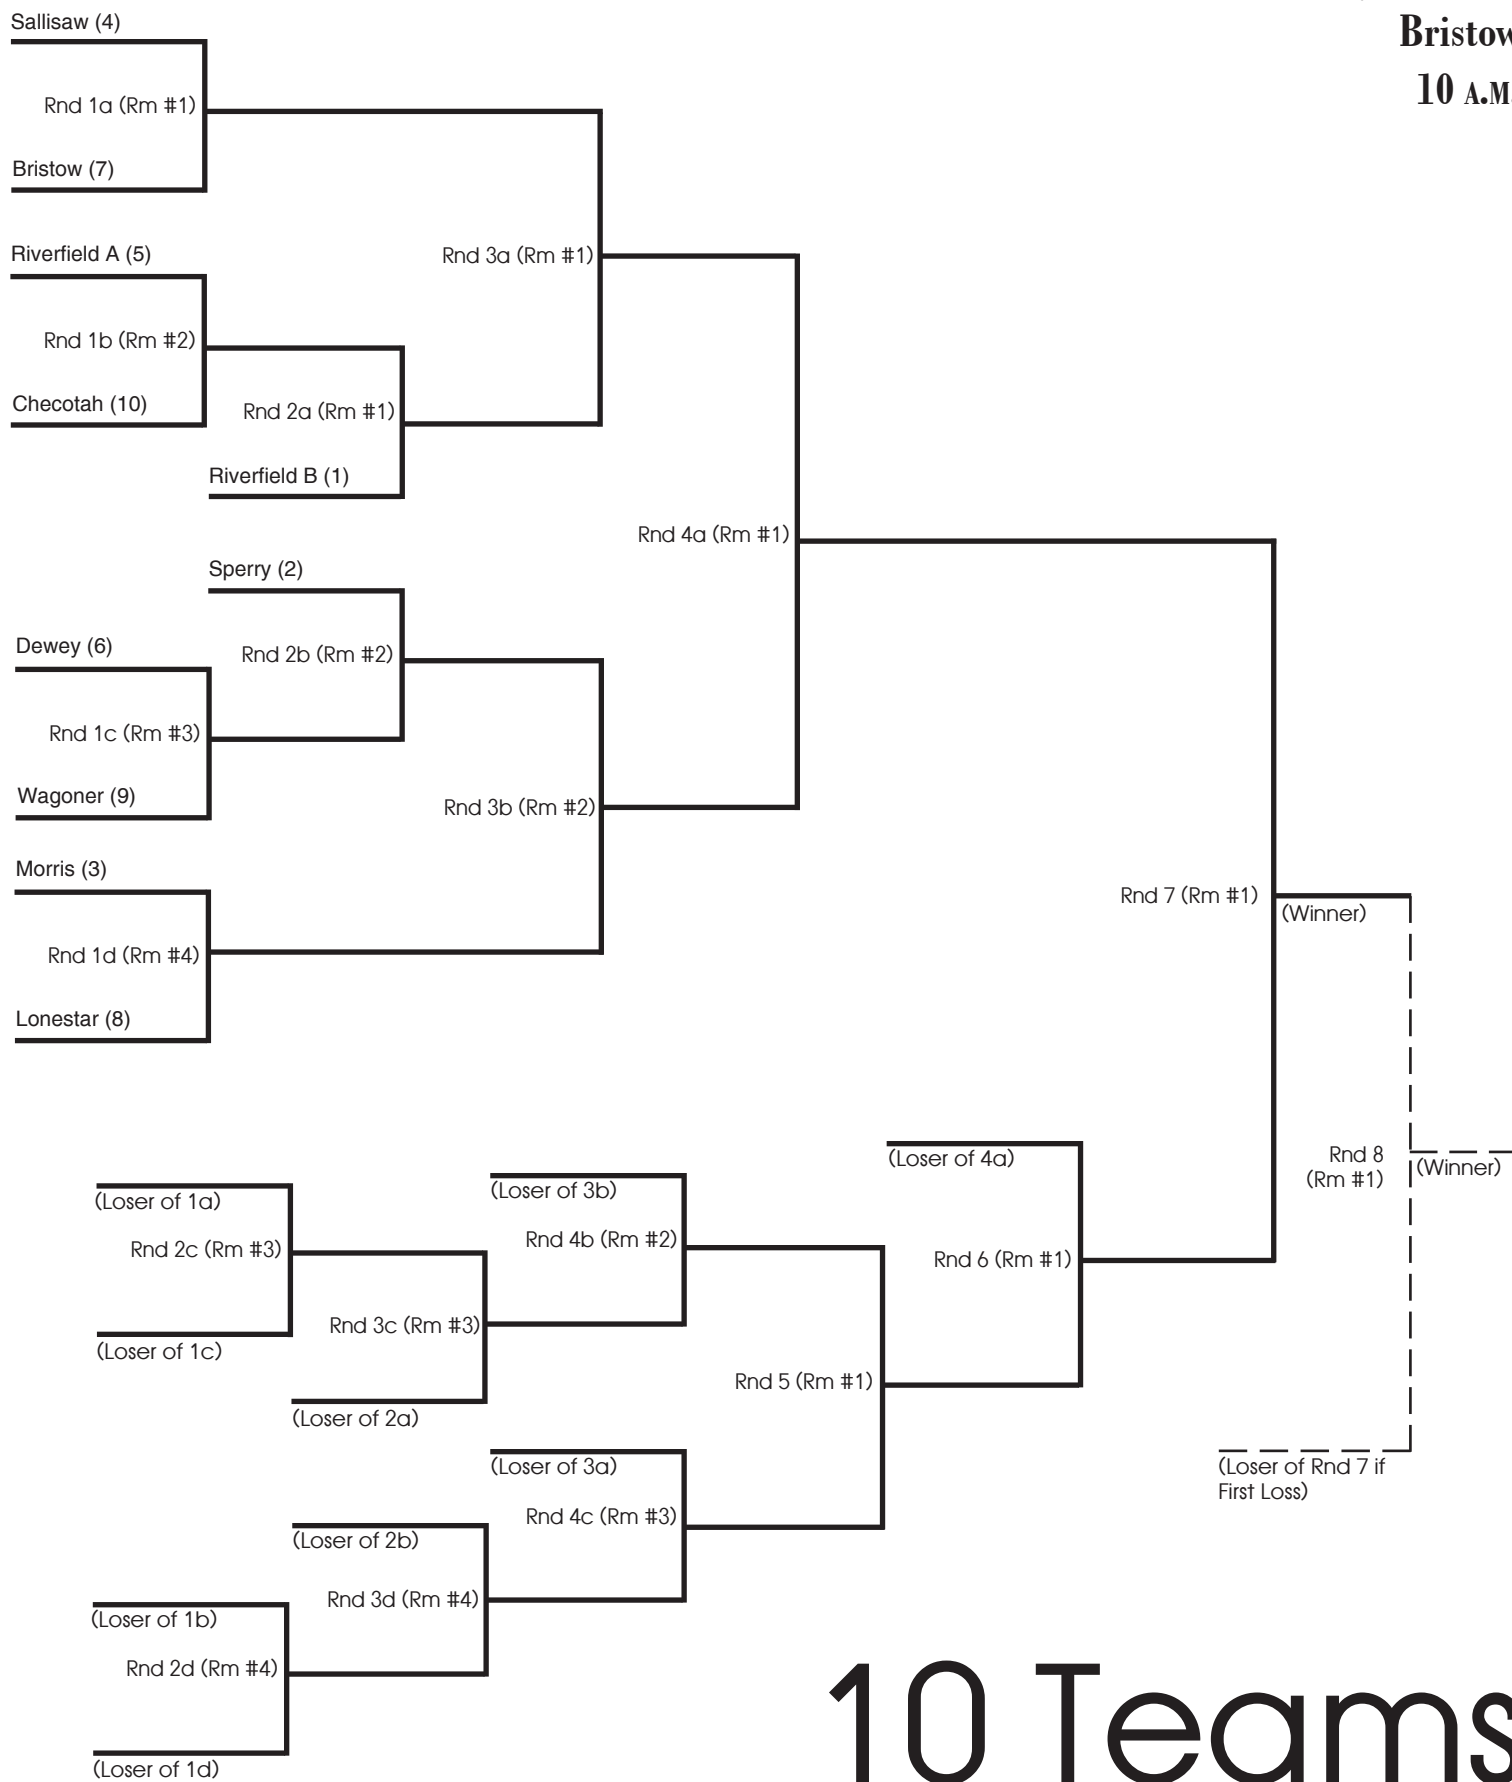 Sallisaw (4)
Bristow
10 A.M.
Rnd 1a (Rm #1)
Bristow (7)
Riverfield A (5)
Rnd 3a (Rm #1)
Rnd 1b (Rm #2)
Checotah (10)
Rnd 2a (Rm #1)
Riverfield B (1)
Rnd 4a (Rm #1)
Sperry (2)
Dewey (6)
Rnd 2b (Rm #2)
Rnd 1c (Rm #3)
Wagoner (9)
Rnd 3b (Rm #2)
Morris (3)
Rnd 7 (Rm #1)
(Winner)
Rnd 1d (Rm #4)
Lonestar (8)
(Loser of 4a)
Rnd 8
(Rm #1)
(Winner)
(Loser of 1a)
(Loser of 3b)
Rnd 2c (Rm #3)
Rnd 4b (Rm #2)
Rnd 6 (Rm #1)
Rnd 3c (Rm #3)
(Loser of 1c)
Rnd 5 (Rm #1)
(Loser of 2a)
(Loser of 3a)
(Loser of Rnd 7 if
First Loss)
Rnd 4c (Rm #3)
(Loser of 2b)
Rnd 3d (Rm #4)
(Loser of 1b)
Rnd 2d (Rm #4)
(Loser of 1d)
10 Teams